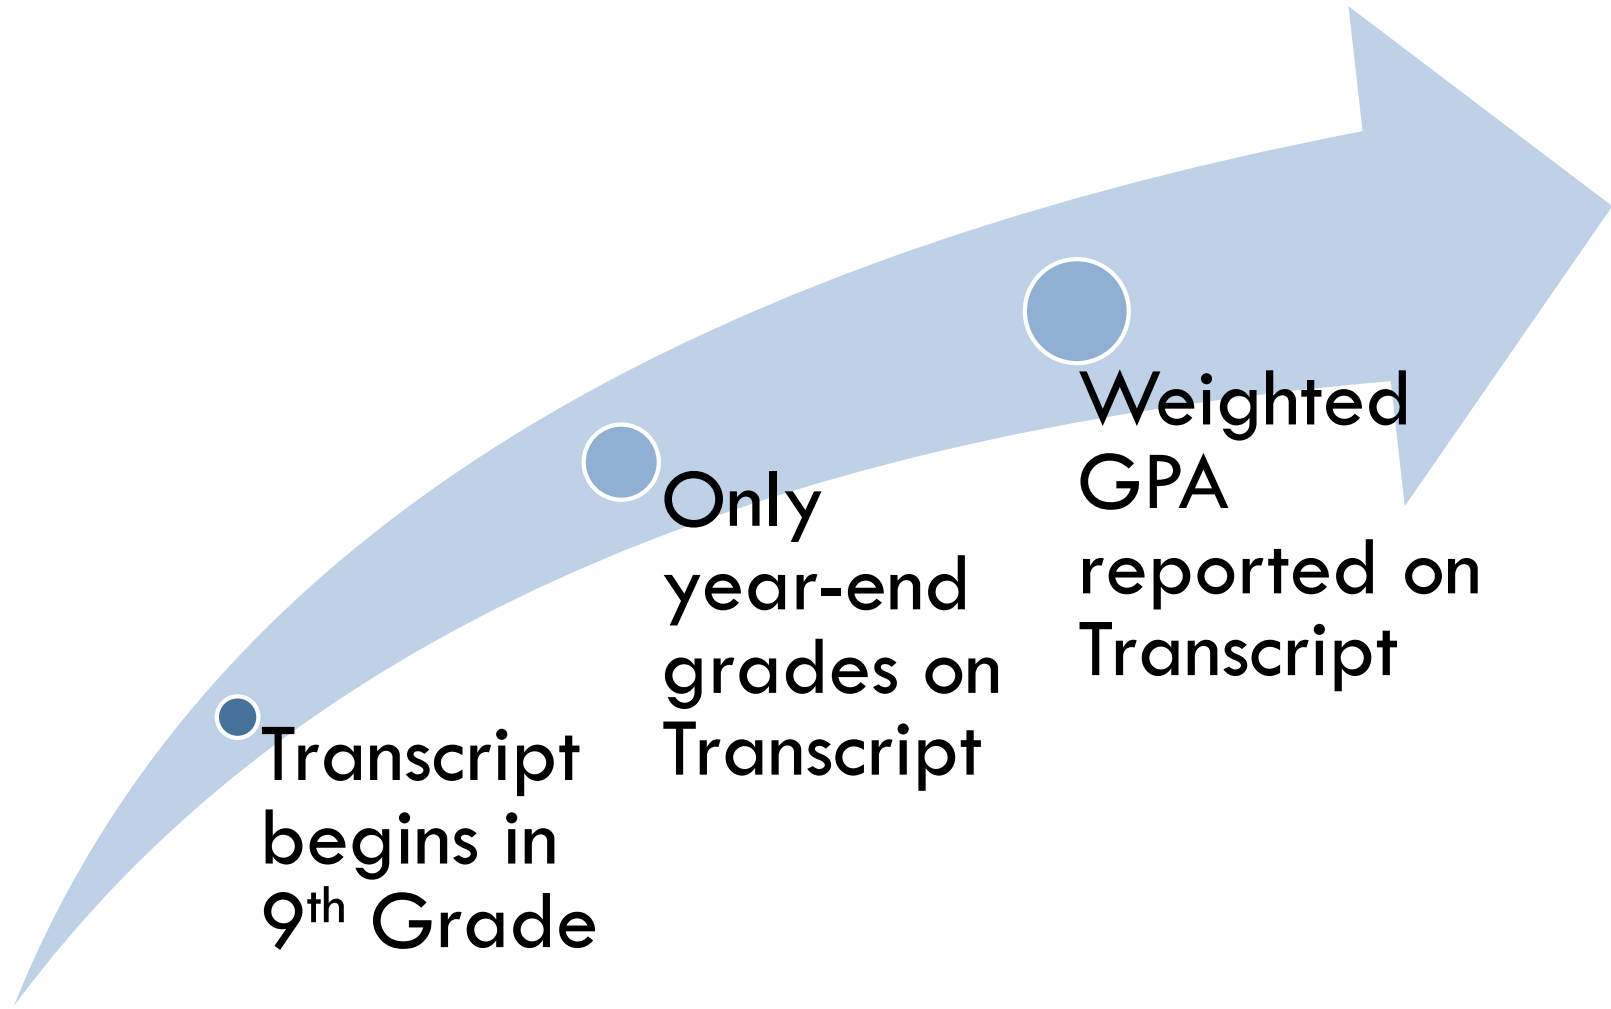 Transcript
begins in
9th Grade
Only
year-end
grades on
Transcript
Weighted
GPA
reported on
Transcript